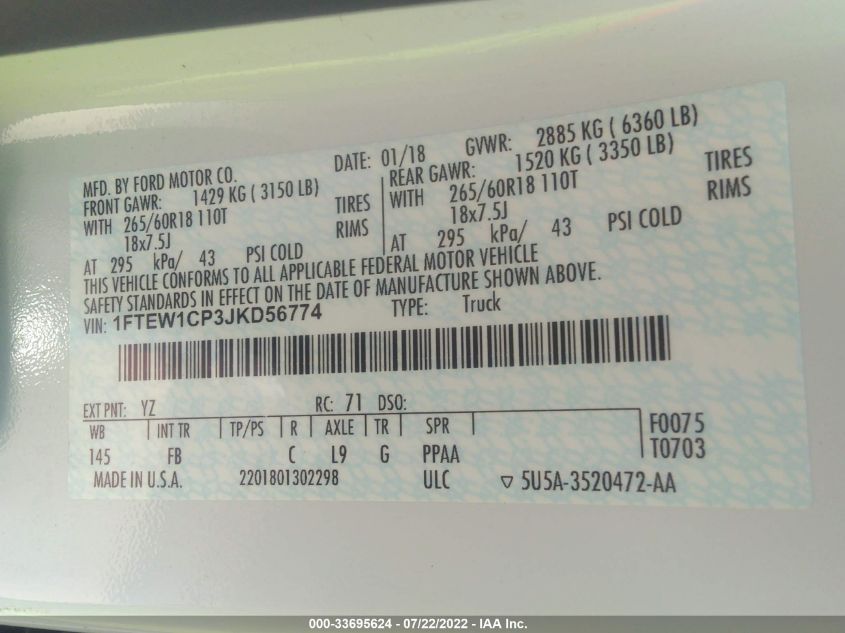 MFD. BY FORD MOTOR CO. DATE: 01/18 GVWR: 2885 KG ( 6360 LB)
FRONT GAWR: 1429 KG ( 3150 LB) REAR GAWR: 1520 KG ( 3350 LB)
WITH 265/60R18 110T TIRES WITH 265/60R18 110T TIRES
18x7.5J RIMS 18x7.5J RIMS
AT 295 kPa/ 43 PSI COLD AT 295 kPa/ 43 PSI COLD
THIS VEHICLE CONFORMS TO ALL APPLICABLE FEDERAL MOTOR VEHICLE
SAFETY STANDARDS IN EFFECT ON THE DATE OF MANUFACTURE SHOWN ABOVE.
VIN: 1FTEW1CP3JKD56774 TYPE: Truck
EXT PNT: YZ RC: 71 DSO:
WB INT TR TP/PS R AXLE TR SPR F0075
145 FB C L9 G PPAA T0703
MADE IN U.S.A. 2201801302298 ULC ▽ 5U5A-3520472-AA
000-33695624 - 07/22/2022 - IAA Inc.